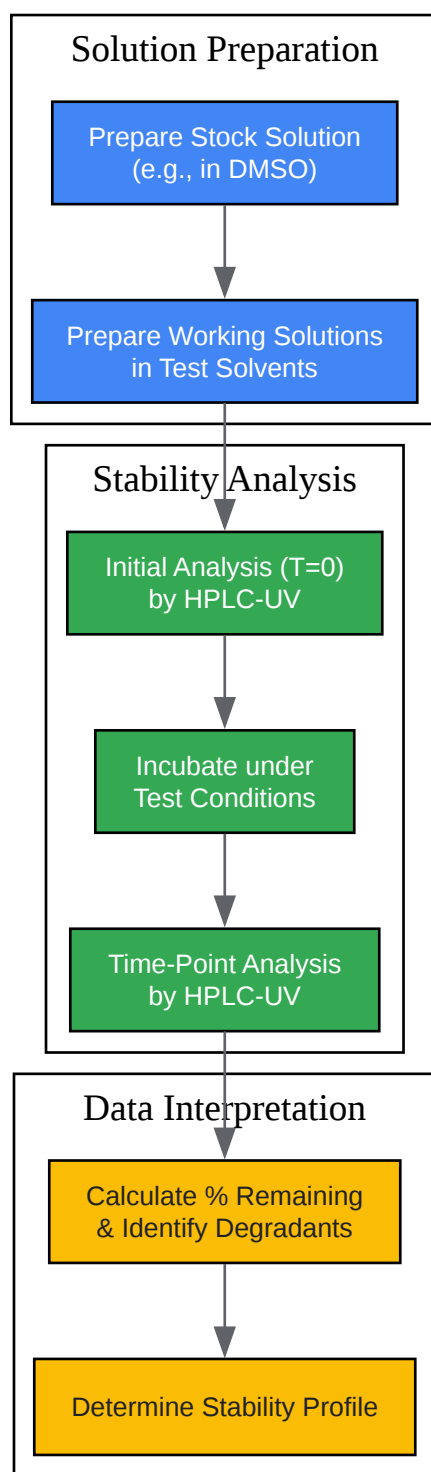 Solution Preparation
Prepare Stock Solution
(e.g., in DMSO)
Prepare Working Solutions
in Test Solvents
Stability Analysis
Initial Analysis (T=0)
by HPLC-UV
Incubate under
Test Conditions
Time-Point Analysis
by HPLC-UV
Data Interpretation
Calculate % Remaining
& Identify Degradants
Determine Stability Profile